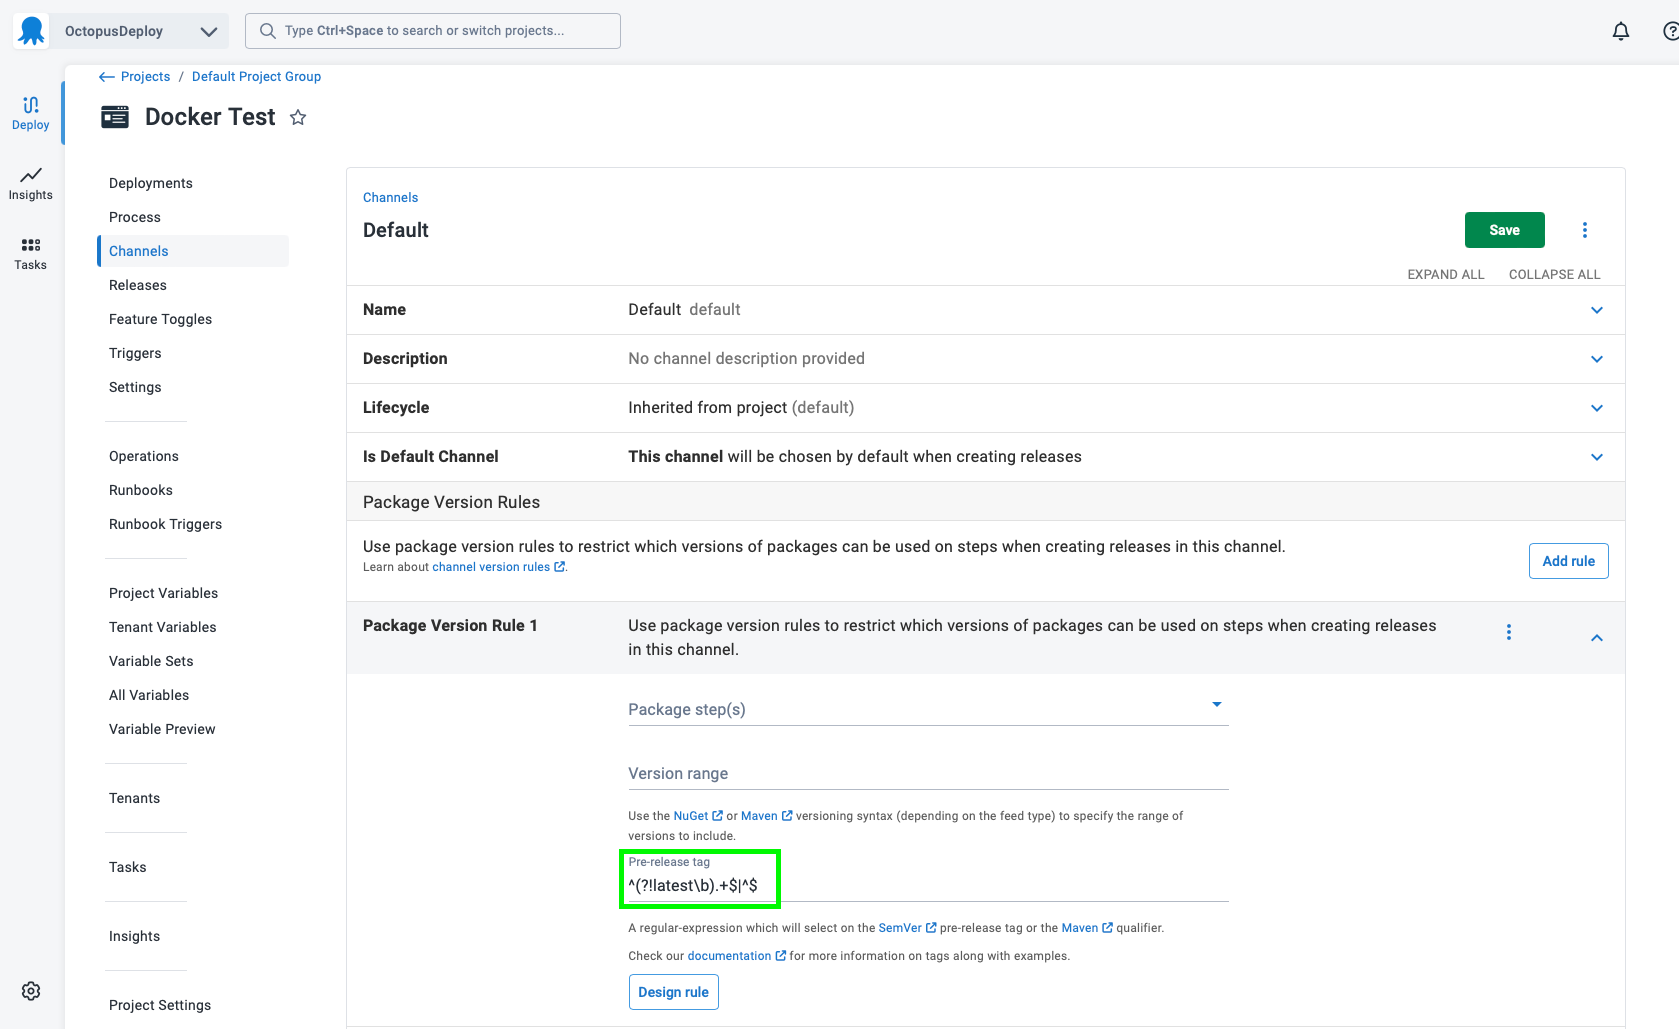 OctopusDeploy
Type Ctrl+Space to search or switch projects...
Projects / Default Project Group
Docker Test
Deploy
Insights
Tasks
Deployments
Process
Channels
Releases
Feature Toggles
Triggers
Settings
Operations
Runbooks
Runbook Triggers
Project Variables
Tenant Variables
Variable Sets
All Variables
Variable Preview
Tenants
Tasks
Insights
Project Settings
Channels
Default
Save
EXPAND ALL COLLAPSE ALL
Name Default default
Description No channel description provided
Lifecycle Inherited from project (default)
Is Default Channel This channel will be chosen by default when creating releases
Package Version Rules
Use package version rules to restrict which versions of packages can be used on steps when creating releases in this channel.
Learn about channel version rules.
Add rule
Package Version Rule 1 Use package version rules to restrict which versions of packages can be used on steps when creating releases
in this channel.
Package step(s)
Version range
Use the NuGet or Maven versioning syntax (depending on the feed type) to specify the range of
versions to include.
Pre-release tag
^(?!latest\b).+$|^$
A regular-expression which will select on the SemVer pre-release tag or the Maven qualifier.
Check our documentation for more information on tags along with examples.
Design rule